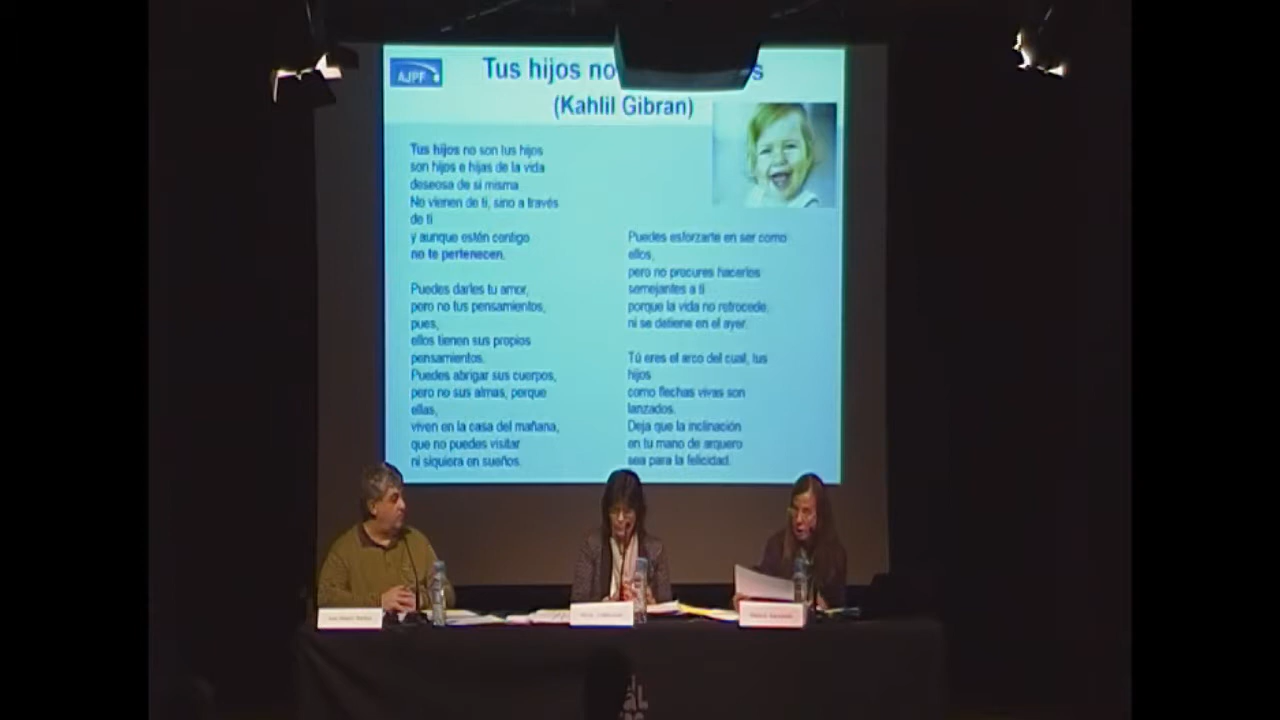 AJPF
Tus hijos no
(Kahlil Gibran)
Tus hijos no son tus hijos
son hijos e hijas de la vida
deseosa de si misma
No vienen de ti, sino a través
de ti
y aunque estén contigo
no te pertenecen.
Puedes darles tu amor,
pero no tus pensamientos,
pues,
ellos tienen sus propios
pensamientos.
Puedes abrigar sus cuerpos,
pero no sus almas, porque
ellas,
viven en la casa del mañana,
que no puedes visitar
ni siquiera en sueños.
Puedes esforzarte en ser como
ellos,
pero no procures hacerlos
semejantes a ti
porque la vida no retrocede,
ni se detiene en el ayer.
Tú eres el arco del cual, tus
hijos
como flechas vivas son
lanzados.
Deja que la inclinación
en tu mano de arquero
sea para la felicidad.